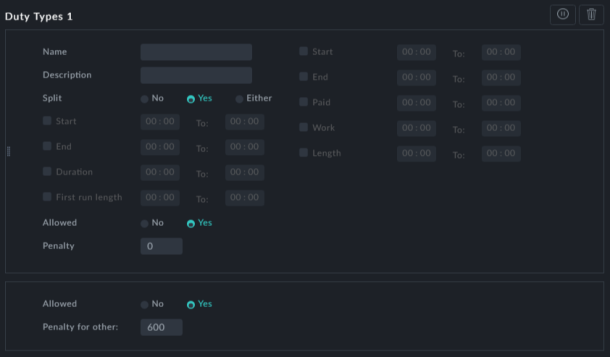 Duty Types 1
Name
Description
Split No Yes Either
Start 00:00 To: 00:00
End 00:00 To: 00:00
Duration 00:00 To: 00:00
First run length 00:00 To: 00:00
Allowed No Yes
Penalty 0
Start 00:00 To: 00:00
End 00:00 To: 00:00
Paid 00:00 To: 00:00
Work 00:00 To: 00:00
Length 00:00 To: 00:00
Allowed No Yes
Penalty for other: 600